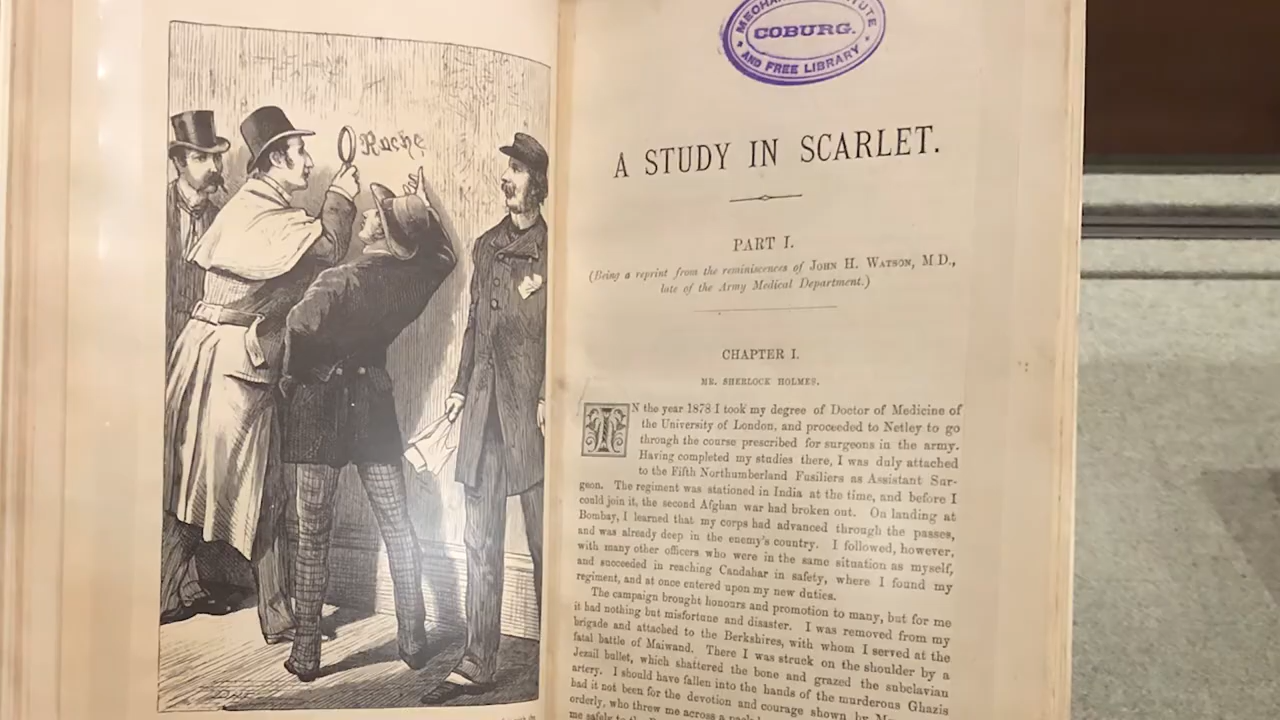 Rache
MECHA
TUTE
COBURG.
AND FREE LIBRARY
A STUDY IN SCARLET.
PART I.
(Being a reprint from the reminiscences of JOHN H. WATSON, M.D.,
late of the Army Medical Department.)
CHAPTER I.
MR. SHERLOCK HOLMES.
IN the year 1878 I took my degree of Doctor of Medicine of
the University of London, and proceeded to Netley to go
through the course prescribed for surgeons in the army.
Having completed my studies there, I was duly attached
to the Fifth Northumberland Fusiliers as Assistant Sur-
geon. The regiment was stationed in India at the time, and before I
could join it, the second Afghan war had broken out. On landing at
Bombay, I learned that my corps had advanced through the passes,
and was already deep in the enemy's country. I followed, however,
with many other officers who were in the same situation as myself,
and succeeded in reaching Candahar in safety, where I found my
regiment, and at once entered upon my new duties.
The campaign brought honours and promotion to many, but for me
it had nothing but misfortune and disaster. I was removed from my
brigade and attached to the Berkshires, with whom I served at the
fatal battle of Maiwand. There I was struck on the shoulder by a
Jezail bullet, which shattered the bone and grazed the subclavian
artery. I should have fallen into the hands of the murderous Ghazis
had it not been for the devotion and courage shown by
orderly, who threw me across a
me safely to the